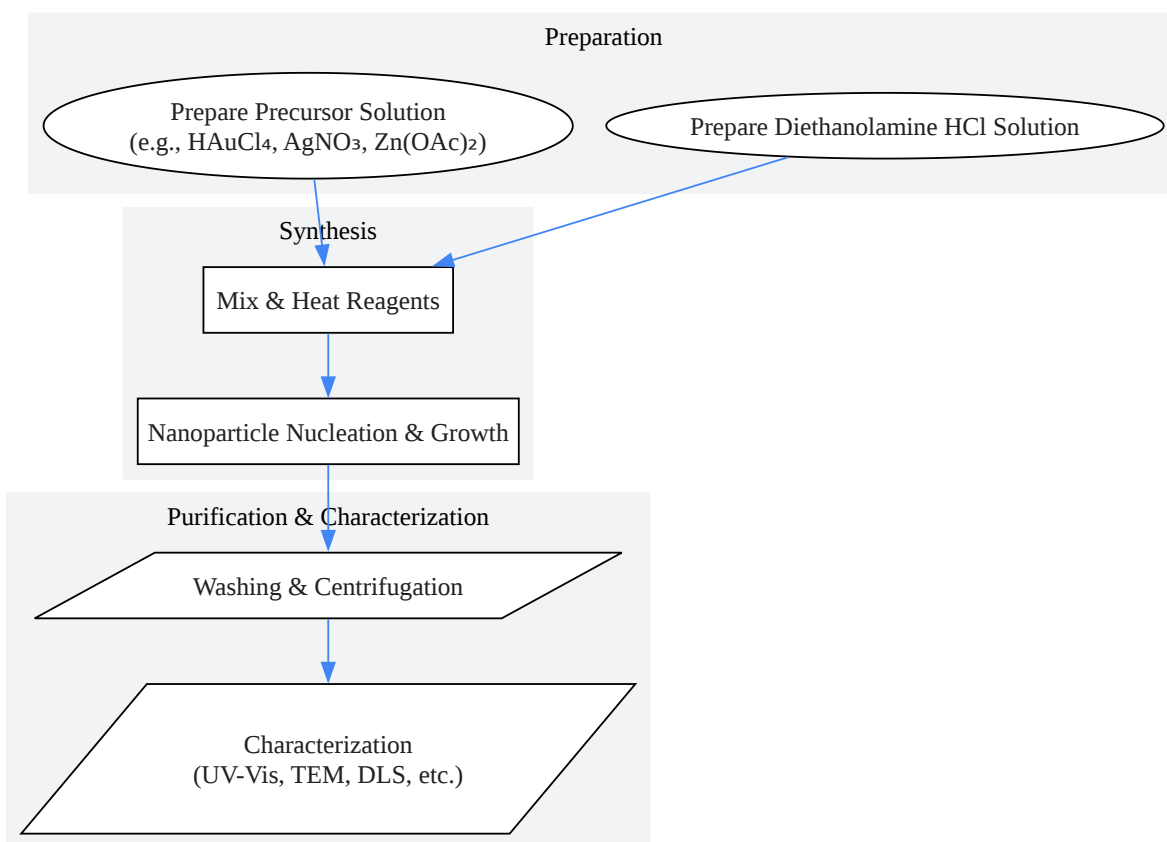 Preparation
Prepare Precursor Solution
(e.g., HAuCl₄, AgNO₃, Zn(OAc)₂)
Prepare Diethanolamine HCl Solution
Synthesis
Mix & Heat Reagents
Nanoparticle Nucleation & Growth
Purification & Characterization
Washing & Centrifugation
Characterization
(UV-Vis, TEM, DLS, etc.)